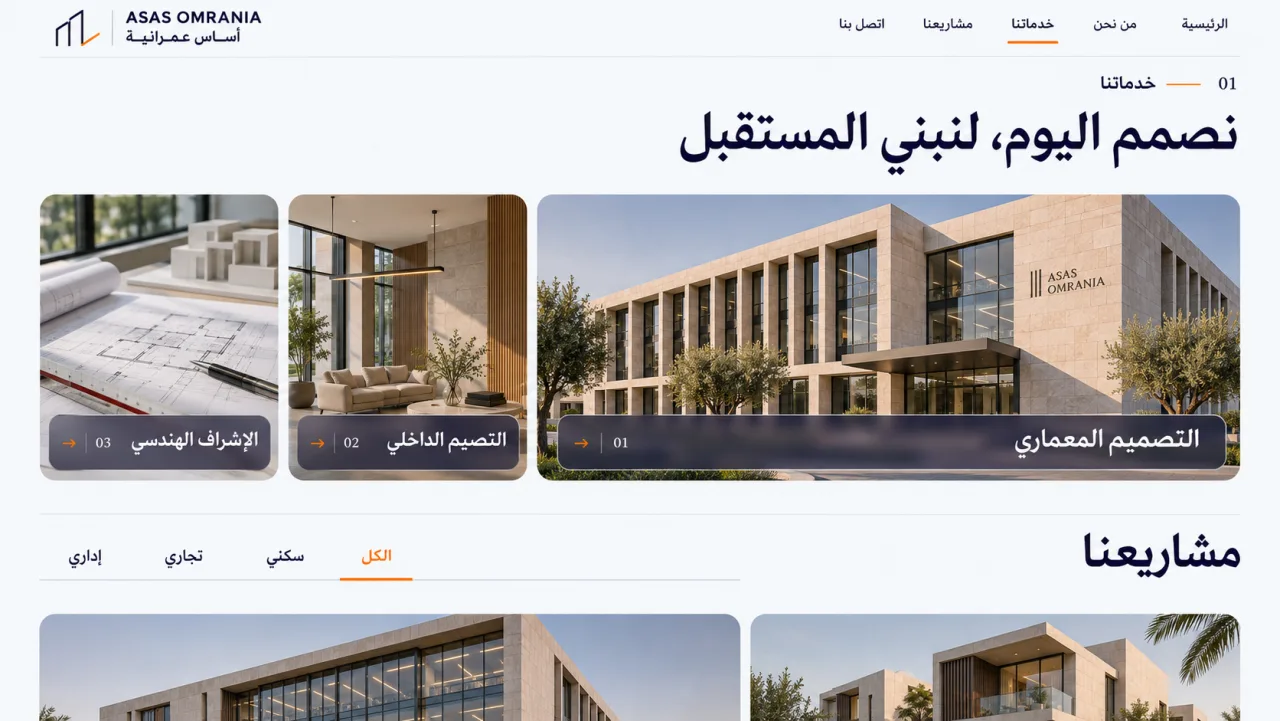 ASAS OMRANIA
أساس عمرانية
الرئيسية
من نحن
خدماتنا
مشاريعنا
اتصل بنا
01 خدماتنا
نصمم اليوم، لنبني المستقبل
ASAS
OMRANIA
التصميم المعماري 01
التصيم الداخلي 02
الإشراف الهندسي 03
مشاريعنا
الكل
سكني
تجاري
إداري